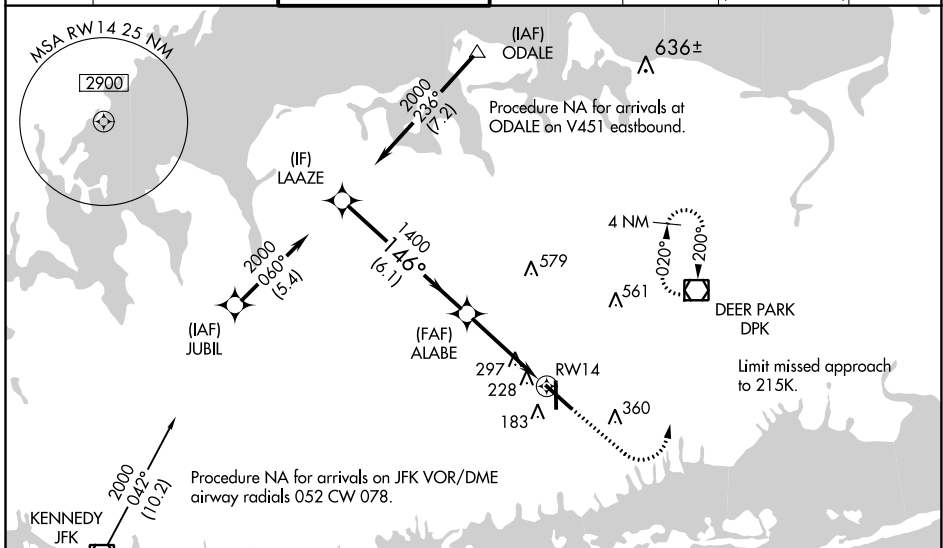 MSA RW14 25 NM
2900
(IAF)
ODALE
636±
2000
236°
(7.2)
Procedure NA for arrivals at
ODALE on V451 eastbound.
(IF)
LAAZE
1400
146°
(6.1)
2000
060°
(5.4)
(IAF)
JUBIL
4 NM
020°
200°
579
561
DEER PARK
DPK
(FAF)
ALABE
297
228
183
RW14
360
Limit missed approach
to 215K.
2000
042°
(10.2)
Procedure NA for arrivals on JFK VOR/DME
airway radials 052 CW 078.
KENNEDY
JFK